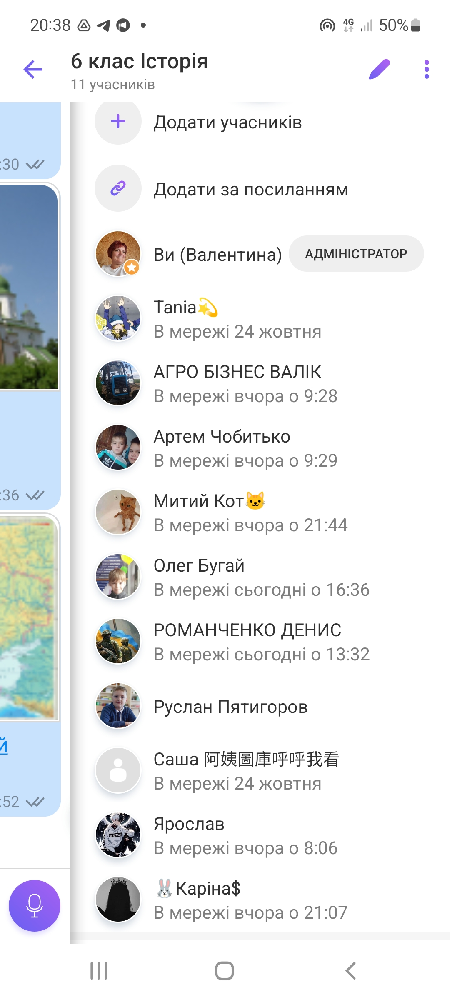 20:38
4G
50%
6 клас Історія
11 учасників
Додати учасників
:30
Додати за посиланням
Ви (Валентина)
АДМІНІСТРАТОР
Tania💫
В мережі 24 жовтня
АГРО БІЗНЕС ВАЛІК
В мережі вчора о 9:28
Артем Чобитько
В мережі вчора о 9:29
:36
Митий Кот🐱
В мережі вчора о 21:44
Олег Бугай
В мережі сьогодні о 16:36
РОМАНЧЕНКО ДЕНИС
В мережі сьогодні о 13:32
Руслан Пятигоров
й
Саша 阿姨圖庫呼呼我看
В мережі 24 жовтня
:52
Ярослав
В мережі вчора о 8:06
IM ATOMIC
🐰Каріна$
В мережі вчора о 21:07